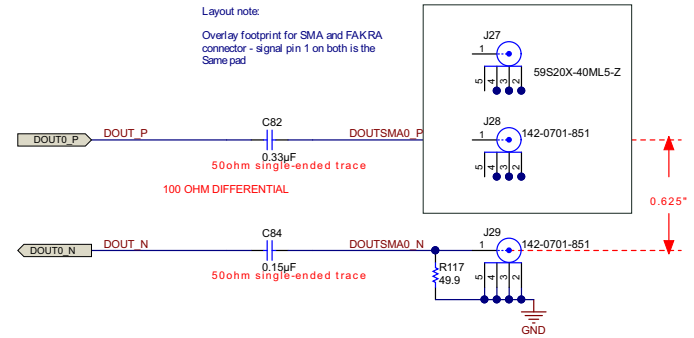 Layout note:
Overlay footprint for SMA and FAKRA
connector - signal pin 1 on both is the
Same pad
J27
1
59S20X-40ML5-Z
5
4
3
2
C82
J28
DOUT0_P
DOUT_P
DOUTSMA0_P
1
142-0701-851
0.33µF
50ohm single-ended trace
5
4
3
2
100 OHM DIFFERENTIAL
0.625"
C84
J29
DOUT0_N
DOUT_N
DOUTSMA0_N
1
142-0701-851
0.15µF
50ohm single-ended trace
R117
49.9
5
4
3
2
GND